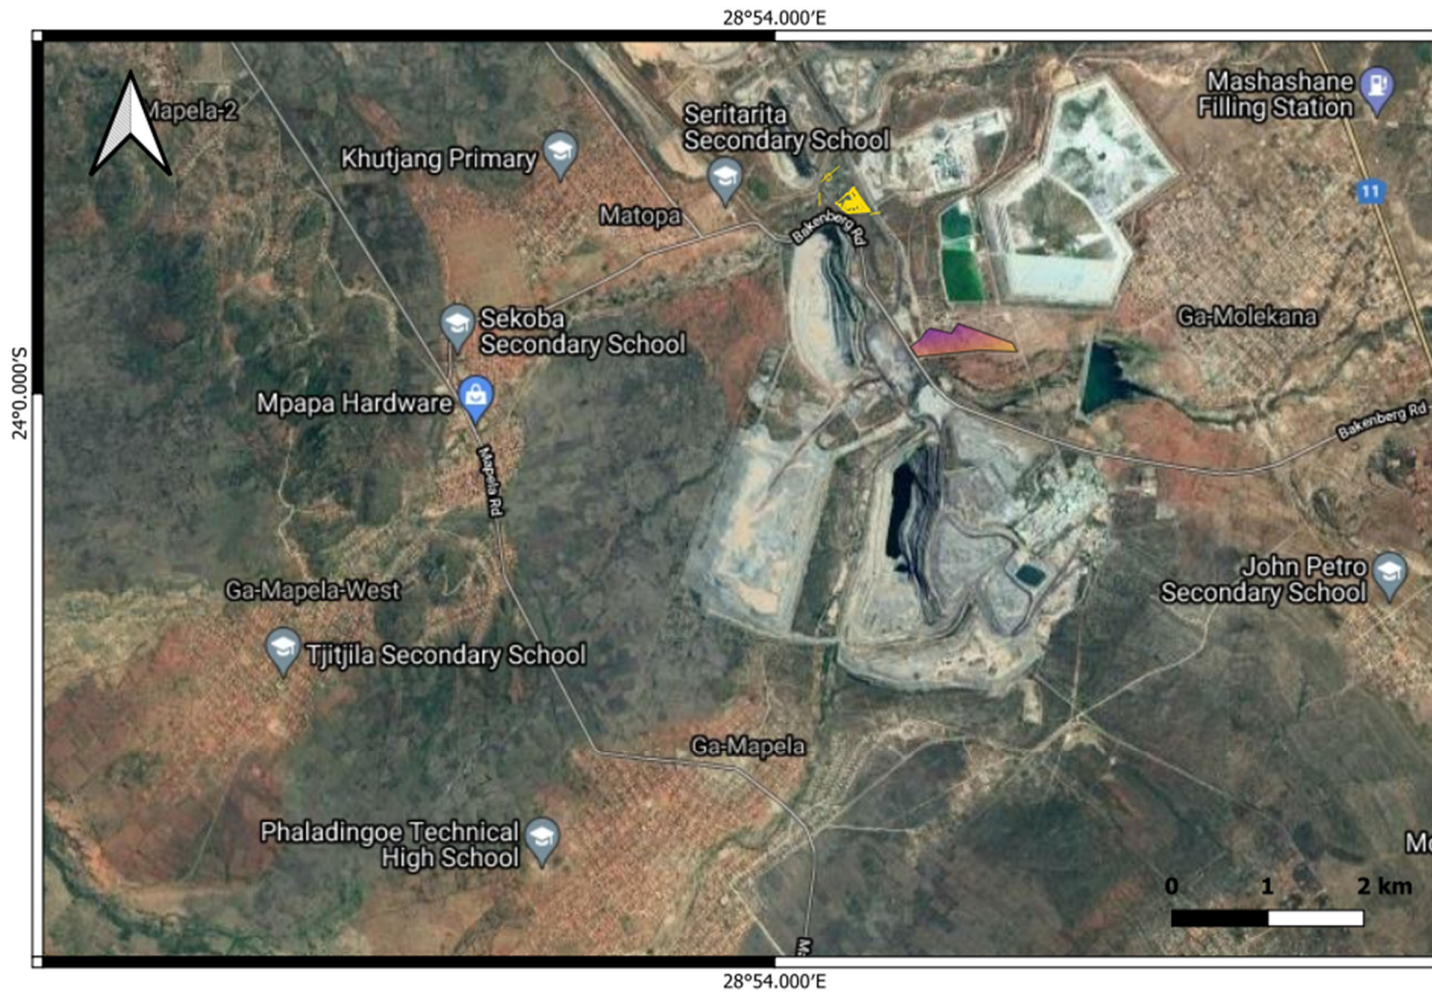 28°54.000′E
Mapela-2
Mashashane
Filling Station
Seritarita
Secondary School
Khutjang Primary
11
Matopa
Bakenberg Rd
Ga-Molekana
Sekoba
Secondary School
24°0.000′S
Mpapa Hardware
Bakenberg Rd
Mapela Rd
John Petro
Secondary School
Ga-Mapela-West
Tjitjila Secondary School
Ga-Mapela
Phaladingoe Technical
High School
0 1 2 km
28°54.000′E